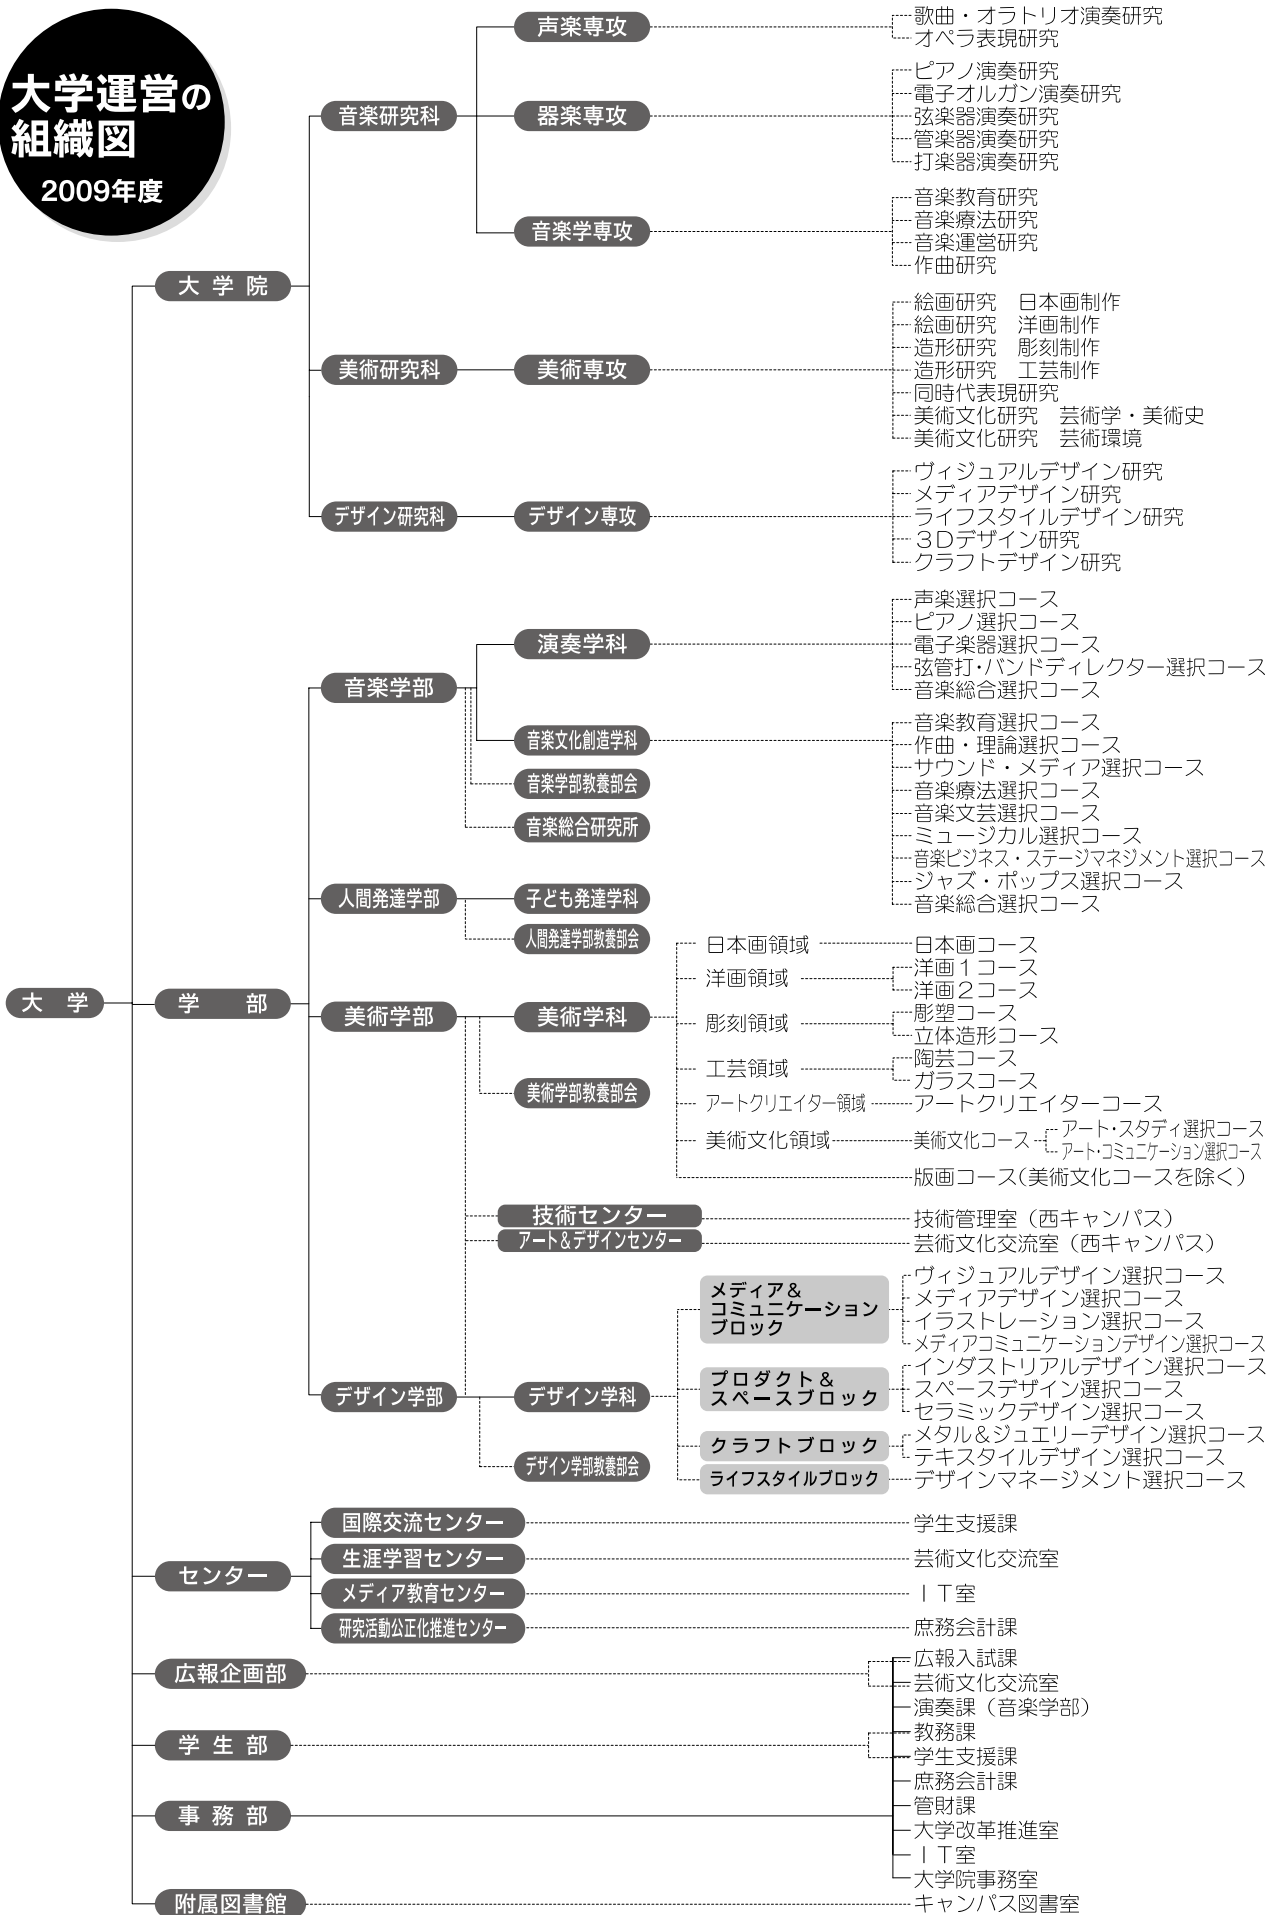 大学運営の
組織図
2009年度
大学
大学院
音楽研究科
声楽専攻
歌曲・オラトリオ演奏研究
オペラ表現研究
器楽専攻
ピアノ演奏研究
電子オルガン演奏研究
弦楽器演奏研究
管楽器演奏研究
打楽器演奏研究
音楽学専攻
音楽教育研究
音楽療法研究
音楽運営研究
作曲研究
美術研究科
美術専攻
絵画研究　日本画制作
絵画研究　洋画制作
造形研究　彫刻制作
造形研究　工芸制作
同時代表現研究
美術文化研究　芸術学・美術史
美術文化研究　芸術環境
デザイン研究科
デザイン専攻
ヴィジュアルデザイン研究
メディアデザイン研究
ライフスタイルデザイン研究
３Ｄデザイン研究
クラフトデザイン研究
学部
音楽学部
演奏学科
声楽選択コース
ピアノ選択コース
電子楽器選択コース
弦管打・バンドディレクター選択コース
音楽総合選択コース
音楽文化創造学科
音楽教育選択コース
作曲・理論選択コース
サウンド・メディア選択コース
音楽療法選択コース
音楽文芸選択コース
ミュージカル選択コース
音楽ビジネス・ステージマネジメント選択コース
ジャズ・ポップス選択コース
音楽総合選択コース
音楽学部教養部会
音楽総合研究所
人間発達学部
子ども発達学科
人間発達学部教養部会
美術学部
美術学科
日本画領域
日本画コース
洋画領域
洋画１コース
洋画２コース
彫刻領域
彫塑コース
立体造形コース
工芸領域
陶芸コース
ガラスコース
アートクリエイター領域
アートクリエイターコース
美術文化領域
美術文化コース
アート・スタディ選択コース
アート・コミュニケーション選択コース
版画コース（美術文化コースを除く）
美術学部教養部会
技術センター
技術管理室（西キャンパス）
アート＆デザインセンター
芸術文化交流室（西キャンパス）
デザイン学部
デザイン学科
メディア＆
コミュニケーション
ブロック
ヴィジュアルデザイン選択コース
メディアデザイン選択コース
イラストレーション選択コース
メディアコミュニケーションデザイン選択コース
プロダクト＆
スペースブロック
インダストリアルデザイン選択コース
スペースデザイン選択コース
セラミックデザイン選択コース
クラフトブロック
メタル＆ジュエリーデザイン選択コース
テキスタイルデザイン選択コース
ライフスタイルブロック
デザインマネージメント選択コース
デザイン学部教養部会
センター
国際交流センター
学生支援課
生涯学習センター
芸術文化交流室
メディア教育センター
ＩＴ室
研究活動公正化推進センター
庶務会計課
広報企画部
学生部
事務部
広報入試課
芸術文化交流室
演奏課（音楽学部）
教務課
学生支援課
庶務会計課
管財課
大学改革推進室
ＩＴ室
大学院事務室
附属図書館
キャンパス図書室